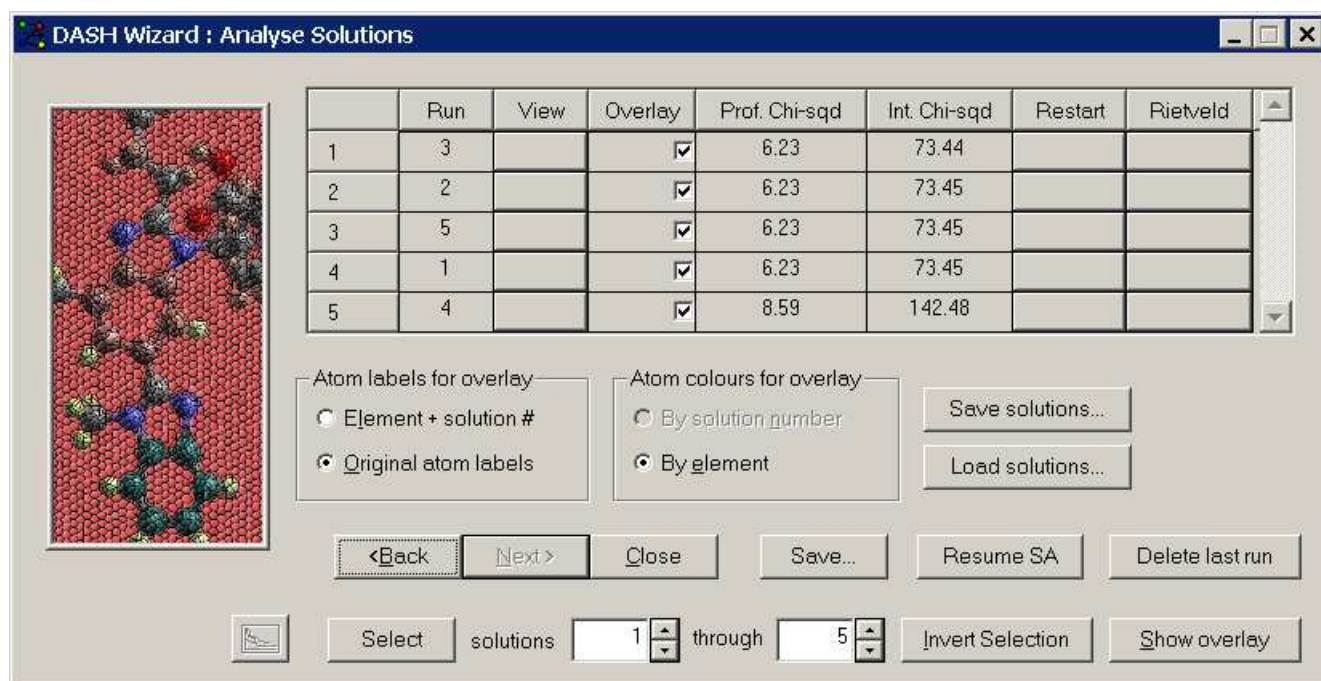 DASH Wizard : Analyse Solutions
Run View Overlay Prof. Chi-sqd Int. Chi-sqd Restart Rietveld
1 3 6.23 73.44
2 2 6.23 73.45
3 5 6.23 73.45
4 1 6.23 73.45
5 4 8.59 142.48
Atom labels for overlay
Element + solution #
Original atom labels
Atom colours for overlay
By solution number
By element
Save solutions...
Load solutions...
<Back Next > Close Save... Resume SA Delete last run
Select solutions 1 through 5 Invert Selection Show overlay